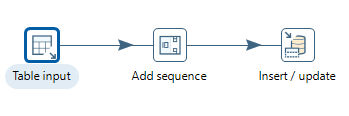 Table input
Add sequence
Insert / update